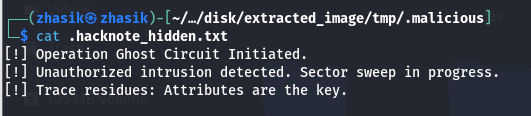 (zhasik㉿zhasik)-[~/…/disk/extracted_image/tmp/.malicious]
$ cat .hacknote_hidden.txt
[!] Operation Ghost Circuit Initiated.
[!] Unauthorized intrusion detected. Sector sweep in progress.
[!] Trace residues: Attributes are the key.